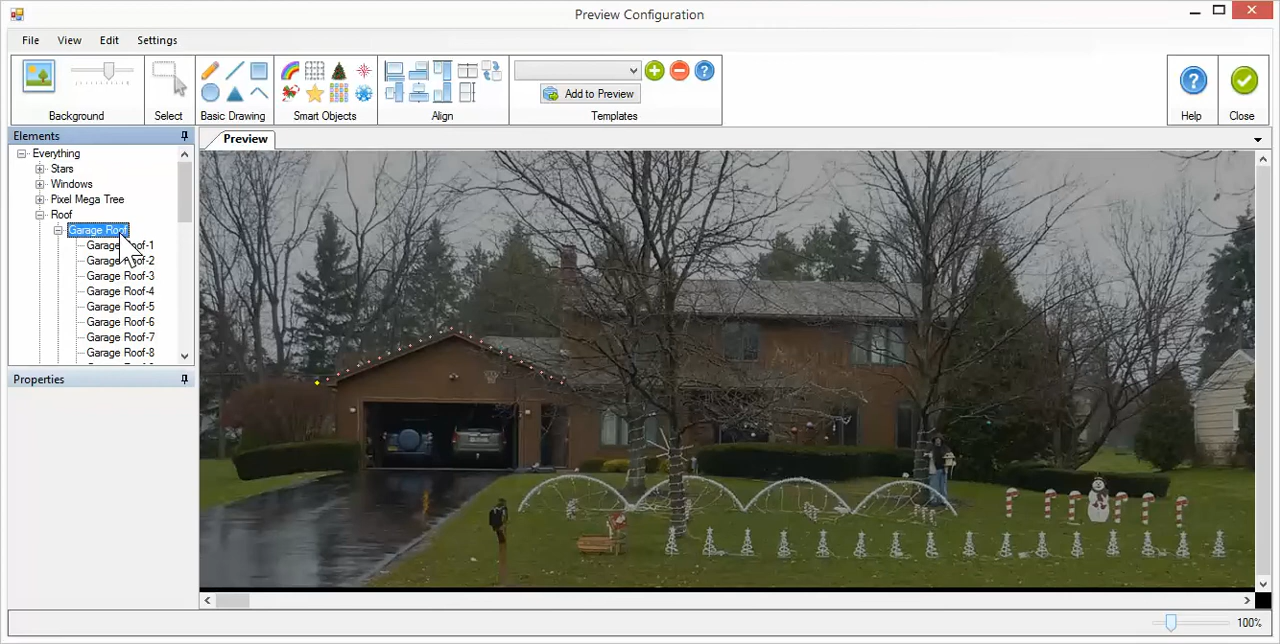 Preview Configuration
File View Edit Settings
Add to Preview
Background Select Basic Drawing Smart Objects Align Templates Help Close
Elements
Preview
Everything
Stars
Windows
Pixel Mega Tree
Roof
Garage Roof
Garage Roof-1
Garage Roof-2
Garage Roof-3
Garage Roof-4
Garage Roof-5
Garage Roof-6
Garage Roof-7
Garage Roof-8
Properties
100%